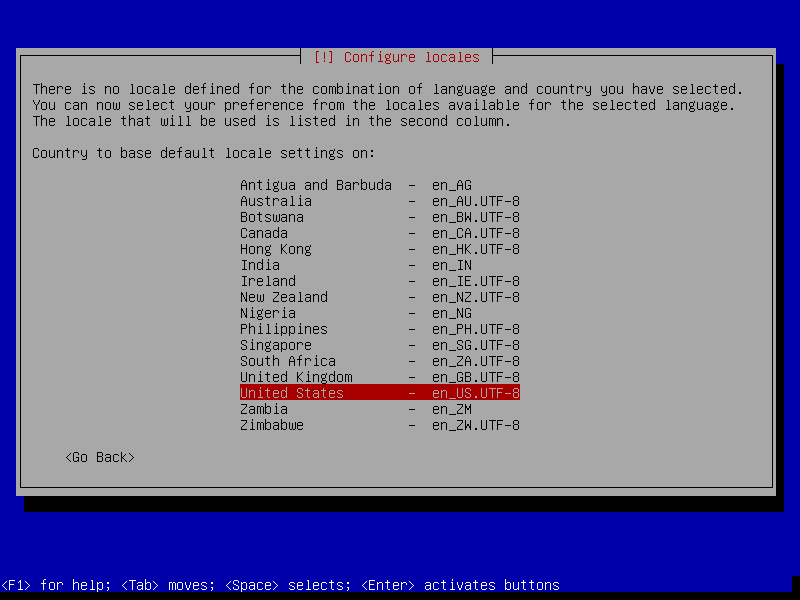 [!] Configure locales
There is no locale defined for the combination of language and country you have selected.
You can now select your preference from the locales available for the selected language.
The locale that will be used is listed in the second column.
Country to base default locale settings on:
Antigua and Barbuda - en_AG
Australia - en_AU.UTF-8
Botswana - en_BW.UTF-8
Canada - en_CA.UTF-8
Hong Kong - en_HK.UTF-8
India - en_IN
Ireland - en_IE.UTF-8
New Zealand - en_NZ.UTF-8
Nigeria - en_NG
Philippines - en_PH.UTF-8
Singapore - en_SG.UTF-8
South Africa - en_ZA.UTF-8
United Kingdom - en_GB.UTF-8
United States - en_US.UTF-8
Zambia - en_ZM
Zimbabwe - en_ZW.UTF-8
<Go Back>
<F1> for help; <Tab> moves; <Space> selects; <Enter> activates buttons